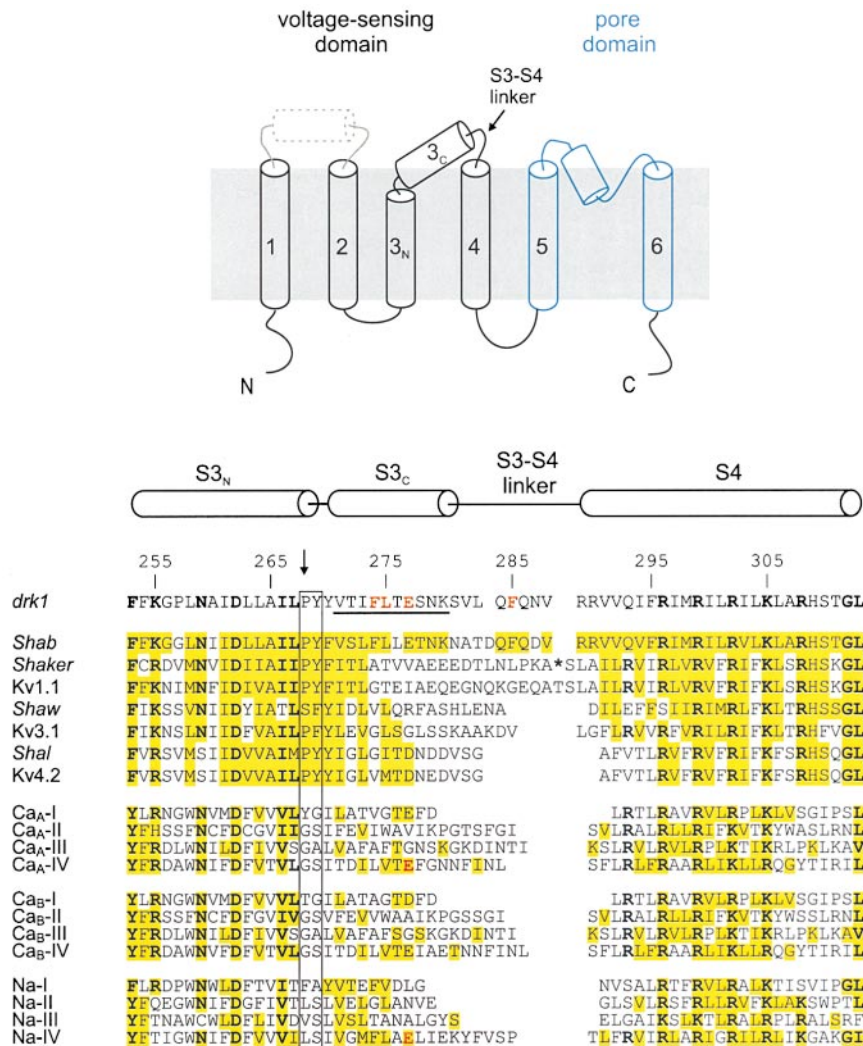 voltage-sensing domain
pore domain
S3-S4 linker
3C
1 2 3N 4 5 6
N C
S3N S3C S3-S4 linker S4
255 265 275 285 295 305
drk1 FFKGPLNAIDLLAILPYYVTIFLTESNKSVL QFQNV RRVVQIFRIMRILRILKLARHSTGL
Shab FFKGGLNIIDLLAILPYFVSLFLLETNKNATDQFQDV RRVVQVFRIMRILRVLKLARHSTGL
Shaker FCRDVMNVIDIIAIIPYFITLATVVAEEEDTLNLPKA*SLAILRVIRLVRVFRIFKLSRHSKGL
Kv1.1 FFKNIMNFIDIVAIIPYFITLGTEIAEQEGNQKGEQATSLAILRVIRLVRVFRIFKLSRHSKGL
Shaw FIKSSVNIIDYIATLSFYIDLVLQRFASHLENA DILEFFSIIRIMRLFKLTRHSSGL
Kv3.1 FIKNSLNIIDFVAILPFYLEVGLSGLSSKAAKDV LGFLRVVRFVRILRIFKLTRHFVGL
Shal FVRSVMSIIDVVAIMPYYIGLGITDNDDVSG AFVTLRVFRVFRIFKFSRHSQGL
Kv4.2 FVRSVMSIIDVVAILPYYIGLVMTDNEDVSG AFVTLRVFRVFRIFKFSRHSQGL
CaA-I YLRNGWNVMDFVVVLYGILATVGTEFD LRTLRAVRVLRPLKLVSGIPSL
CaA-II YFHSSFNCFDCGVIIGSIFEVIWAVIKPGTSFGI SVLRALRLLRIFKVTKYWASLRNL
CaA-III YFRDLWNILDFIVVSGALVAFAFTGNSKGKDINTI KSLRVLRVLRPLKTIKRLPKLKAV
CaA-IV YFRDAWNIFDFVTVLGSITDILVTEFGNNFINL SFLRLFRAARLIKLLRQGYTIRIL
CaB-I YLRNGWNVLDFVVVLTGILATAGTDFD LRTLRAVRVLRPLKLVSGIPSL
CaB-II YFRSSFNCFDFGVIVGSVFEVVWAAIKPGSSGI SVLRALRLLRIFKVTKYWSSLRNL
CaB-III YFRDLWNILDFIVVSGALVAFAFSGSKGKDINTI KSLRVLRVLRPLKTIKRLPKLKAV
CaB-IV YFRDAWNVFDFVTVLGSITDILVTEIAETNNFINL SFLRLFRAARLIKLLRQGYTIRIL
Na-I FLRDPWNWLDFTVITFAYVTEFVDLG NVSALRTFRVLRALKTISVIPGL
Na-II YFQEGWNIFDGFIVTLSLVELGLANVE GLSVLRSFRLLRVFKLAKSWPTL
Na-III YFTNAWCWLDFLIVDVSLVSLTANALGYS ELGAIKSLKTLRALRPLRALSRF
Na-IV YFTIGWNIFDFVVVILSIVGMFLAELIEKYFVSP TLFRVIRLARIGRILRLIKGAKGI